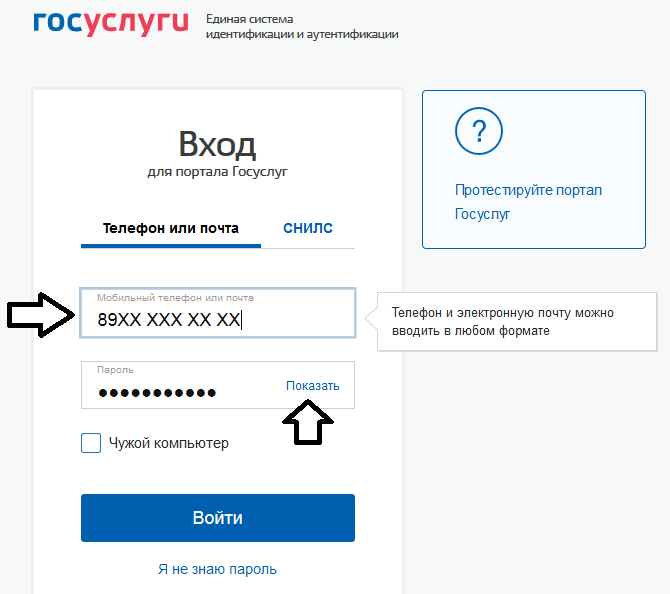 госуслуги
Единая система
идентификации и аутентификации
Вход
для портала Госуслуг
Телефон или почта
СНИЛС
Мобильный телефон или почта
89XX XXX XX XX
Телефон и электронную почту можно
вводить в любом формате
Пароль
Показать
Чужой компьютер
Войти
Я не знаю пароль
?
Протестируйте портал
Госуслуг